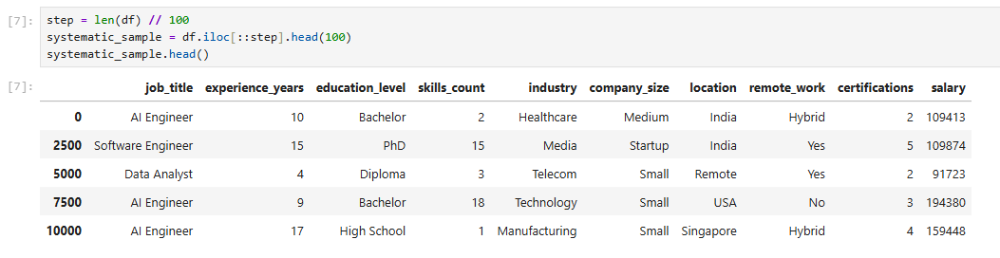 [7]: step = len(df) // 100
systematic_sample = df.iloc[::step].head(100)
systematic_sample.head()
[7]: job_title experience_years education_level skills_count industry company_size location remote_work certifications salary
0 AI Engineer 10 Bachelor 2 Healthcare Medium India Hybrid 2 109413
2500 Software Engineer 15 PhD 15 Media Startup India Yes 5 109874
5000 Data Analyst 4 Diploma 3 Telecom Small Remote Yes 2 91723
7500 AI Engineer 9 Bachelor 18 Technology Small USA No 3 194380
10000 AI Engineer 17 High School 1 Manufacturing Small Singapore Hybrid 4 159448